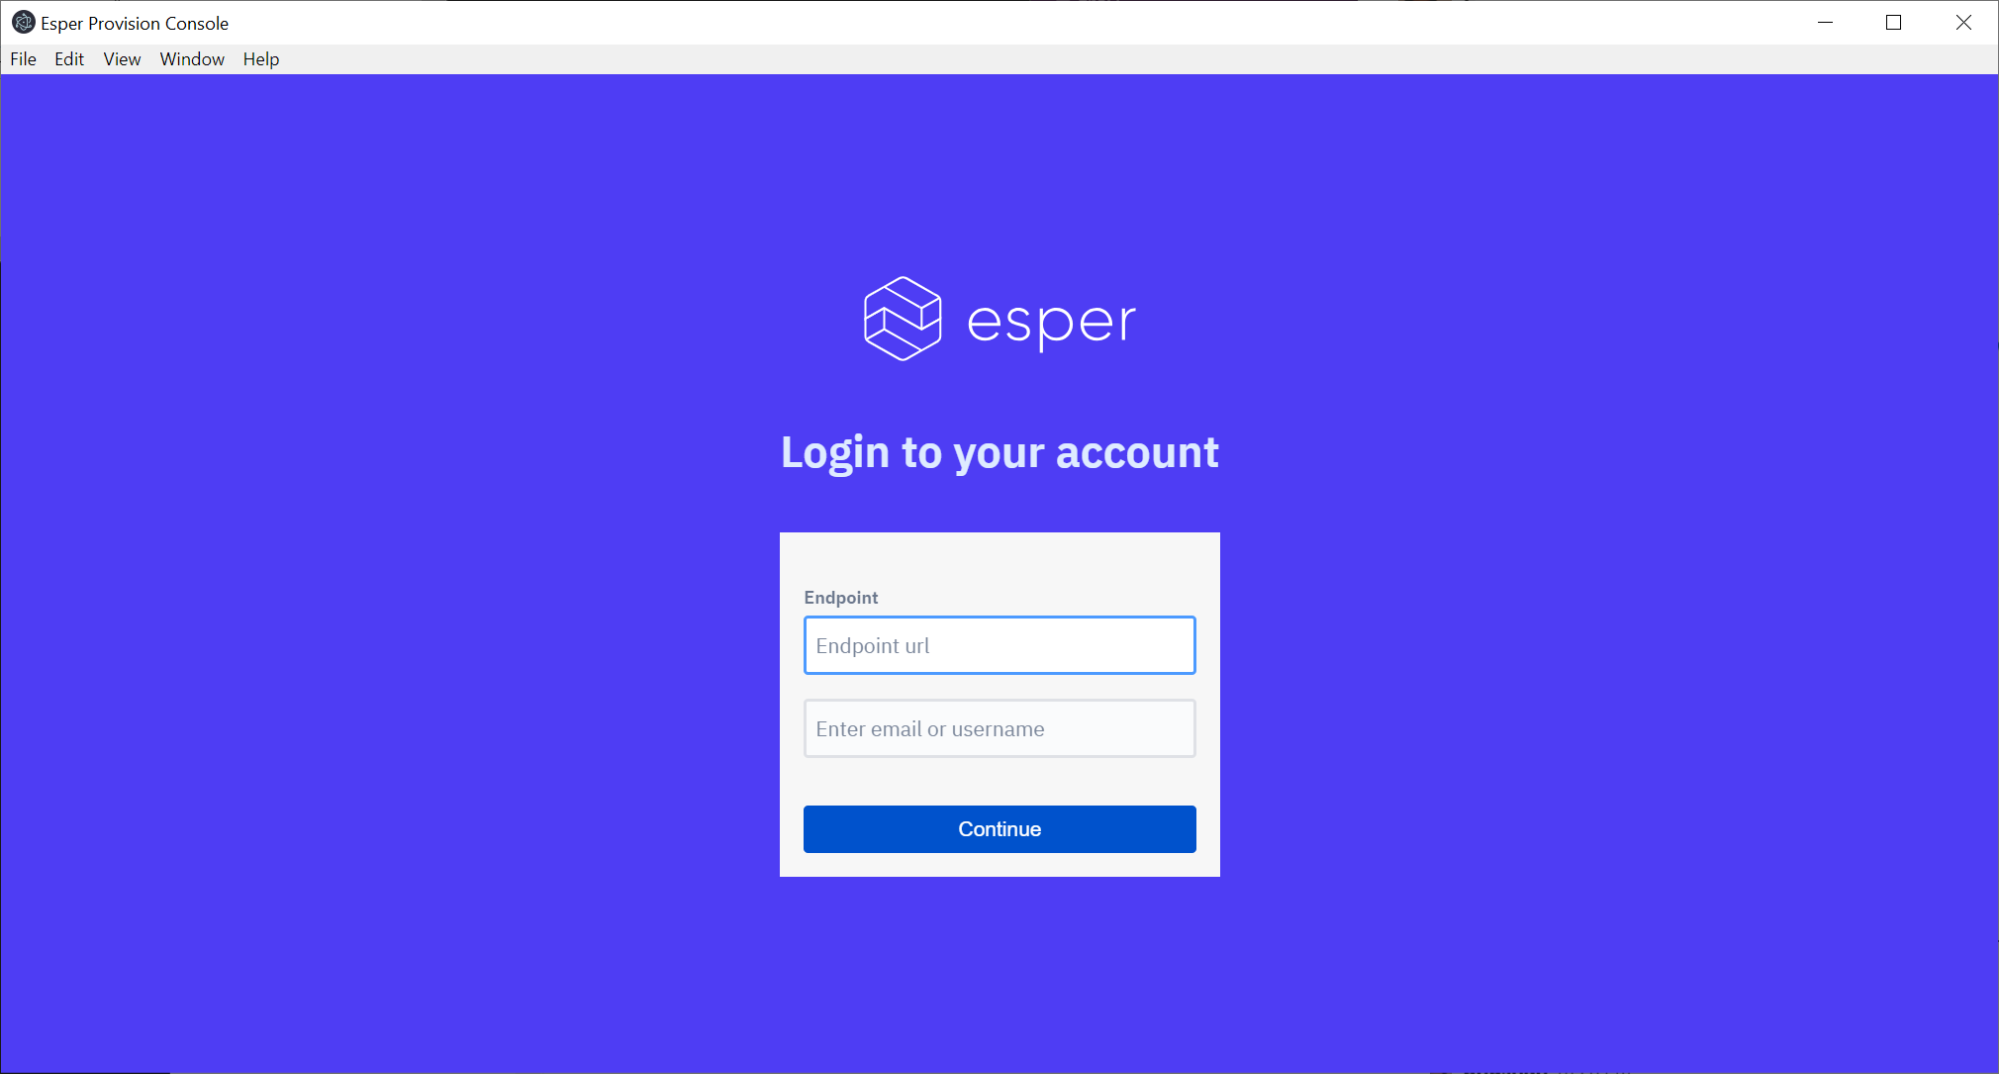 Esper Provision Console
File Edit View Window Help
esper
Login to your account
Endpoint
Endpoint url
Enter email or username
Continue